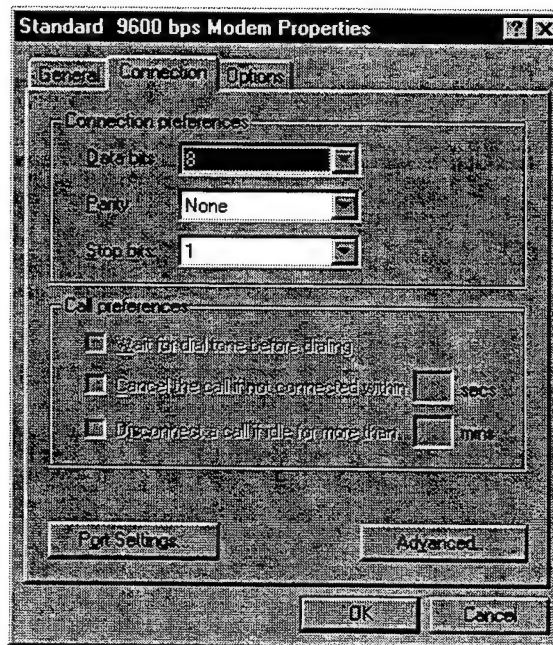 Standard 9600 bps Modem Properties
General Connection Options
Connection preferences
Data bits: 8
Parity: None
Stop bits: 1
Call preferences
Wait for dial tone before dialing
Cancel the call if not connected within secs
Disconnect a call if idle for more than mins
Port Settings... Advanced...
OK Cancel